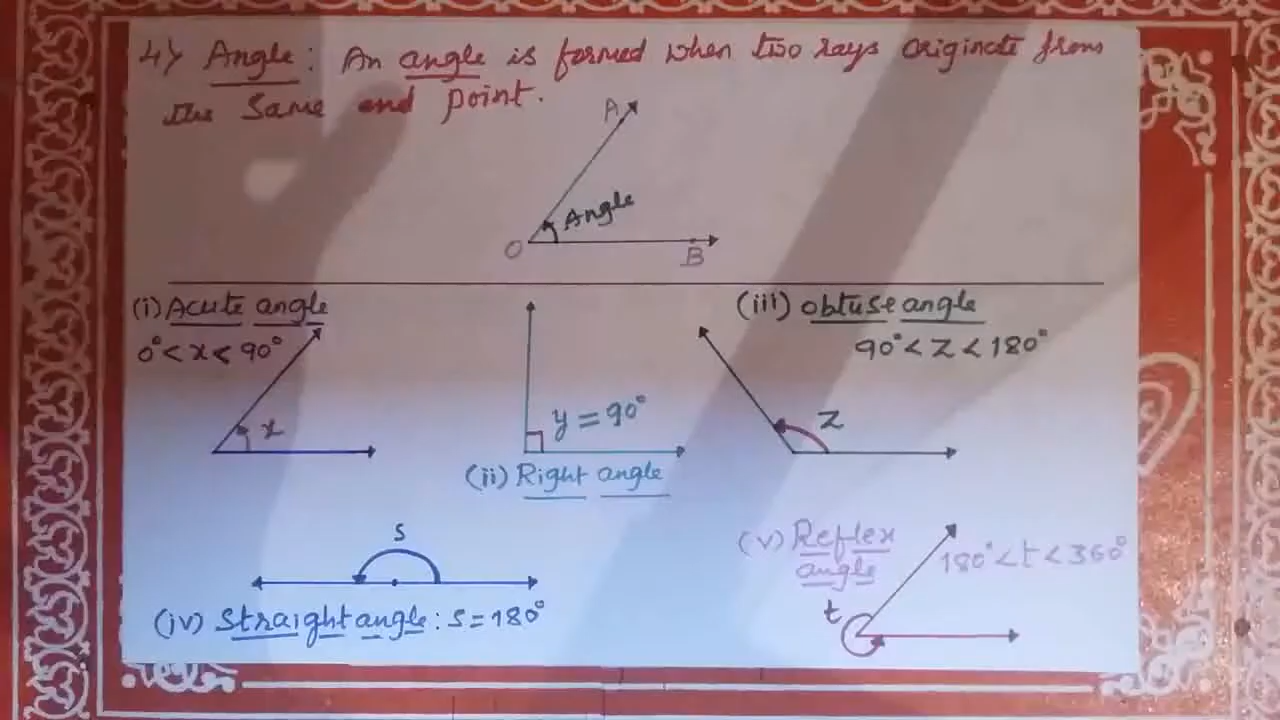 4) Angle: An angle is formed when two rays originate from
the same end point.
A
Angle
O
B
(i) Acute angle
0° < x < 90°
x
y = 90°
(ii) Right angle
(iii) obtuse angle
90° < z < 180°
z
s
(iv) Straight angle: s = 180°
(v) Reflex
angle
180° < t < 360°
t